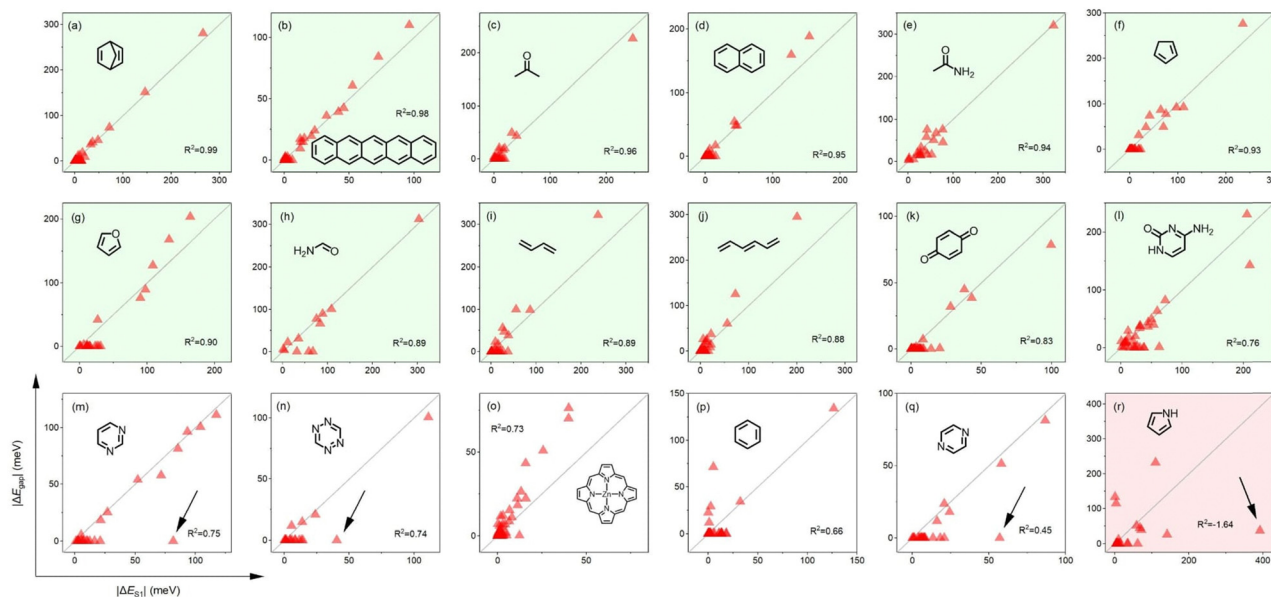 (a)
300
200
100
0
0 100 200 300
R²=0.99
(b)
100
50
0
0 50 100
R²=0.98
(c)
O
200
100
0
0 100 200
R²=0.96
(d)
200
100
0
0 100 200
R²=0.95
(e)
O
NH₂
300
200
100
0
0 100 200 300
R²=0.94
(f)
300
200
100
0
0 100 200
R²=0.93
(g)
O
200
100
0
0 100 200
R²=0.90
(h)
H₂N O
300
200
100
0
0 100 200 300
R²=0.89
(i)
300
200
100
0
0 100 200 300
R²=0.89
(j)
300
200
100
0
0 100 200 300
R²=0.88
(k)
O
O
100
50
0
0 50 100
R²=0.83
(l)
O N NH₂
HN
200
100
0
0 100 200
R²=0.76
(m)
N
N
100
50
0
0 50 100
R²=0.75
(n)
N N
N N
100
50
0
0 50 100
R²=0.74
(o)
R²=0.73
N
N Zn N
N
50
0
0 50
(p)
150
100
50
0
0 50 100 150
R²=0.66
(q)
N
N
100
50
0
0 50 100
R²=0.45
(r)
NH
400
300
200
100
0
0 100 200 300 400
R²=-1.64
|ΔE_gap| (meV)
|ΔE_S1| (meV)